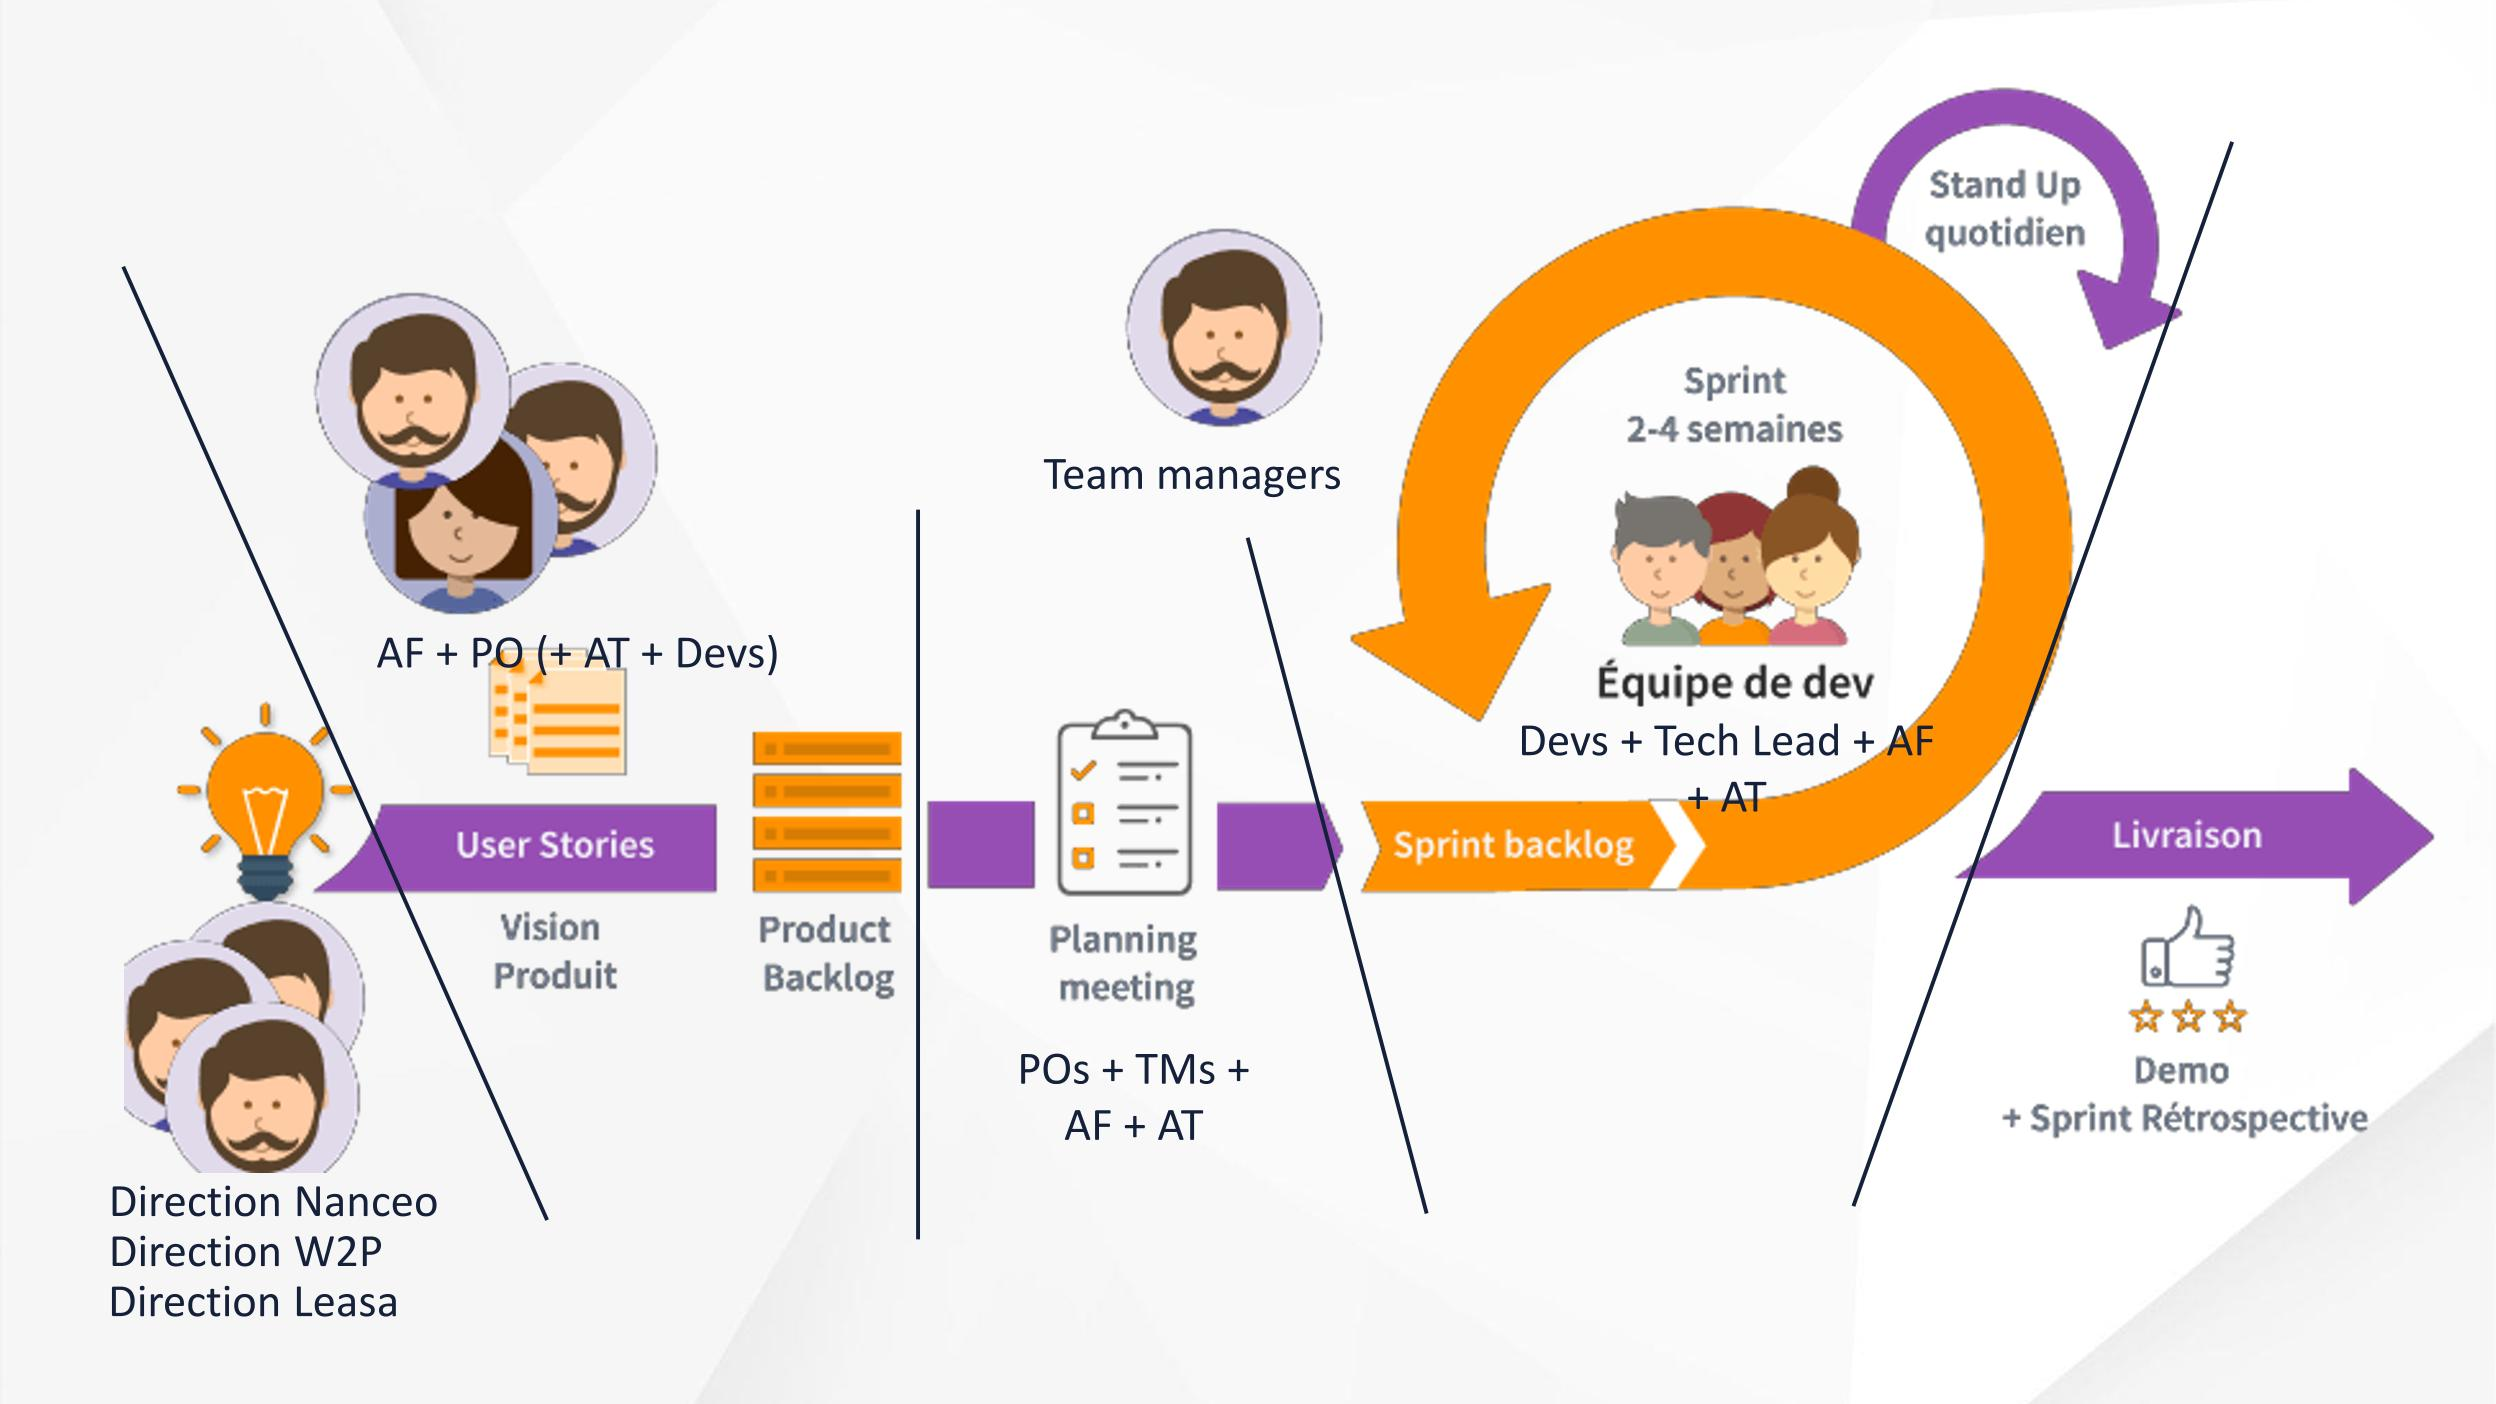 Stand Up
quotidien
Team managers
Sprint
2-4 semaines
AF + PO (+ AT + Devs)
Équipe de dev
Devs + Tech Lead + AF
+ AT
User Stories
Sprint backlog
Livraison
Vision
Produit
Product
Backlog
Planning
meeting
POs + TMs +
AF + AT
Demo
+ Sprint Rétrospective
Direction Nanceo
Direction W2P
Direction Leasa